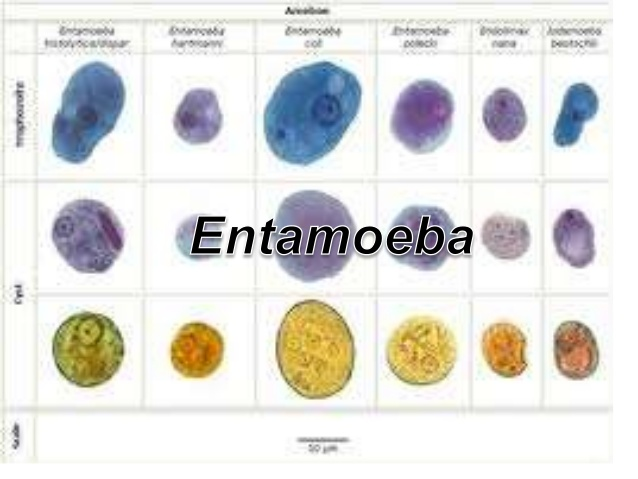 Amebae
Entamoeba
histolytica/dispar
Entamoeba
hartmanni
Entamoeba
coli
Entamoeba
polecki
Endolimax
nana
Iodamoeba
buetschlii
Trophozoite
Entamoeba
Cyst
Scale
10 µm